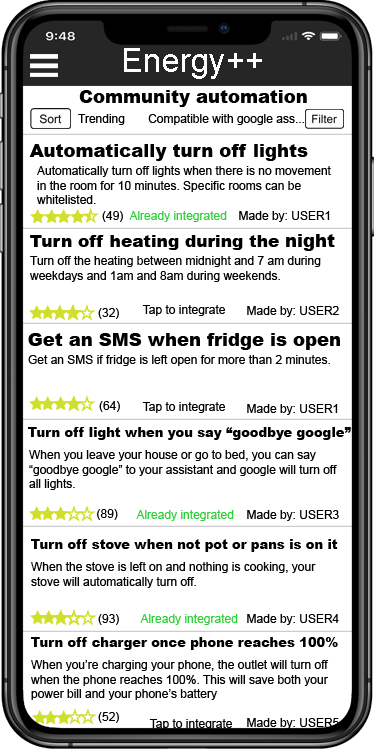 9:48
Energy++
Community automation
Sort Trending Compatible with google ass... Filter
Automatically turn off lights
Automatically turn off lights when there is no movement
in the room for 10 minutes. Specific rooms can be
whitelisted.
(49) Already integrated Made by: USER1
Turn off heating during the night
Turn off the heating between midnight and 7 am during
weekdays and 1am and 8am during weekends.
(32) Tap to integrate Made by: USER2
Get an SMS when fridge is open
Get an SMS if fridge is left open for more than 2 minutes.
(64) Tap to integrate Made by: USER1
Turn off light when you say “goodbye google”
When you leave your house or go to bed, you can say
“goodbye google” to your assistant and google will turn off
all lights.
(89) Already integrated Made by: USER3
Turn off stove when not pot or pans is on it
When the stove is left on and nothing is cooking, your
stove will automatically turn off.
(93) Already integrated Made by: USER4
Turn off charger once phone reaches 100%
When you’re charging your phone, the outlet will turn off
when the phone reaches 100%. This will save both your
power bill and your phone’s battery
(52) Tap to integrate Made by: USER5